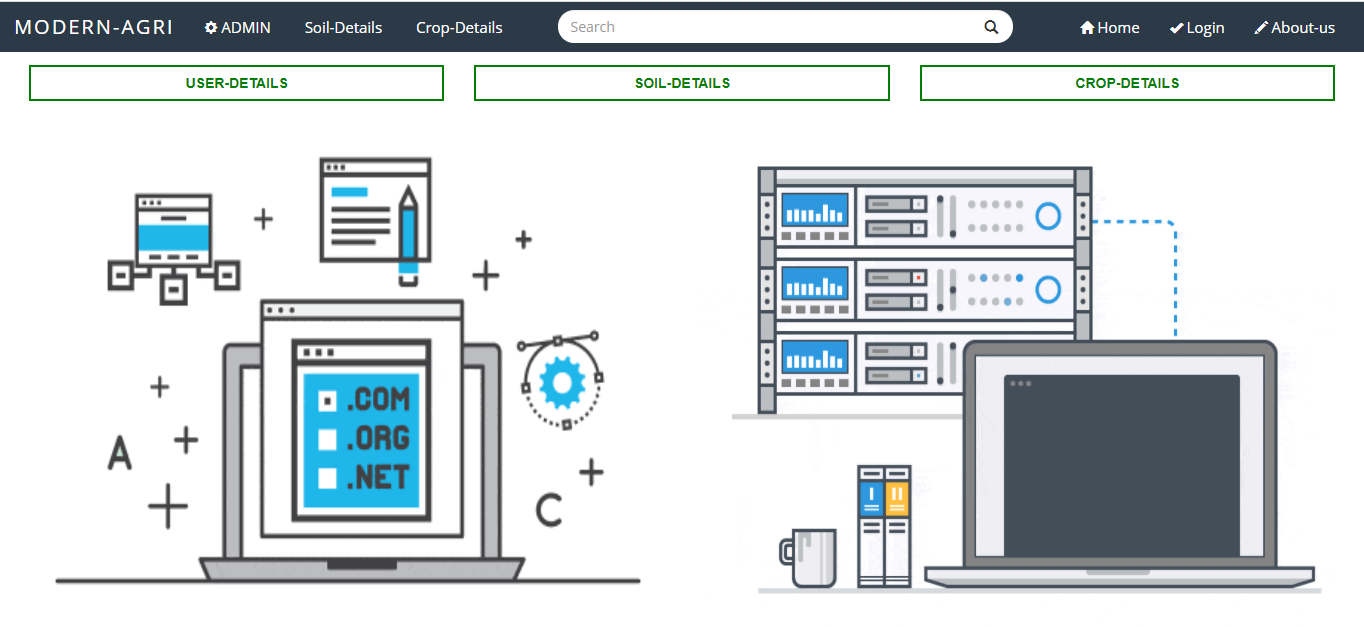 MODERN-AGRI ADMIN Soil-Details Crop-Details Search Home Login About-us
USER-DETAILS SOIL-DETAILS CROP-DETAILS
.COM
.ORG
.NET
A
C
I II